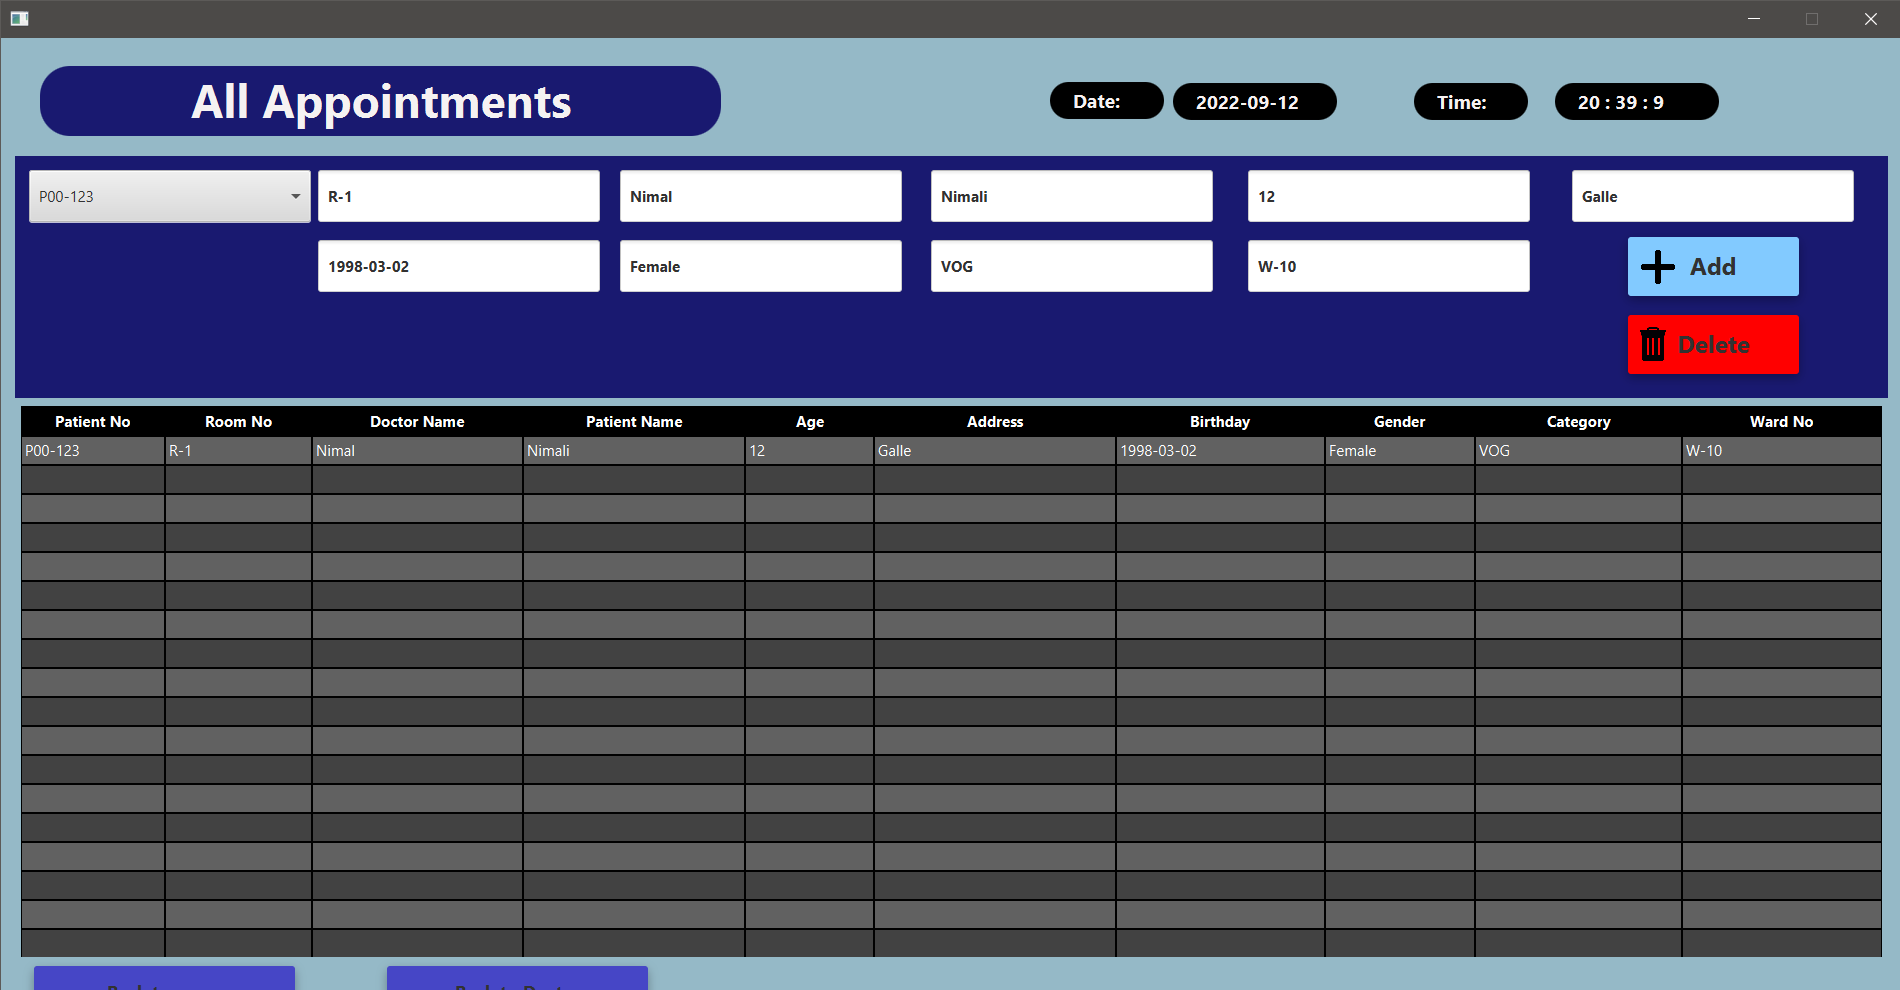 All Appointments
Date: 2022-09-12 Time: 20 : 39 : 9
P00-123 R-1 Nimal Nimali 12 Galle
1998-03-02 Female VOG W-10
Add
Delete
Patient No Room No Doctor Name Patient Name Age Address Birthday Gender Category Ward No
P00-123 R-1 Nimal Nimali 12 Galle 1998-03-02 Female VOG W-10